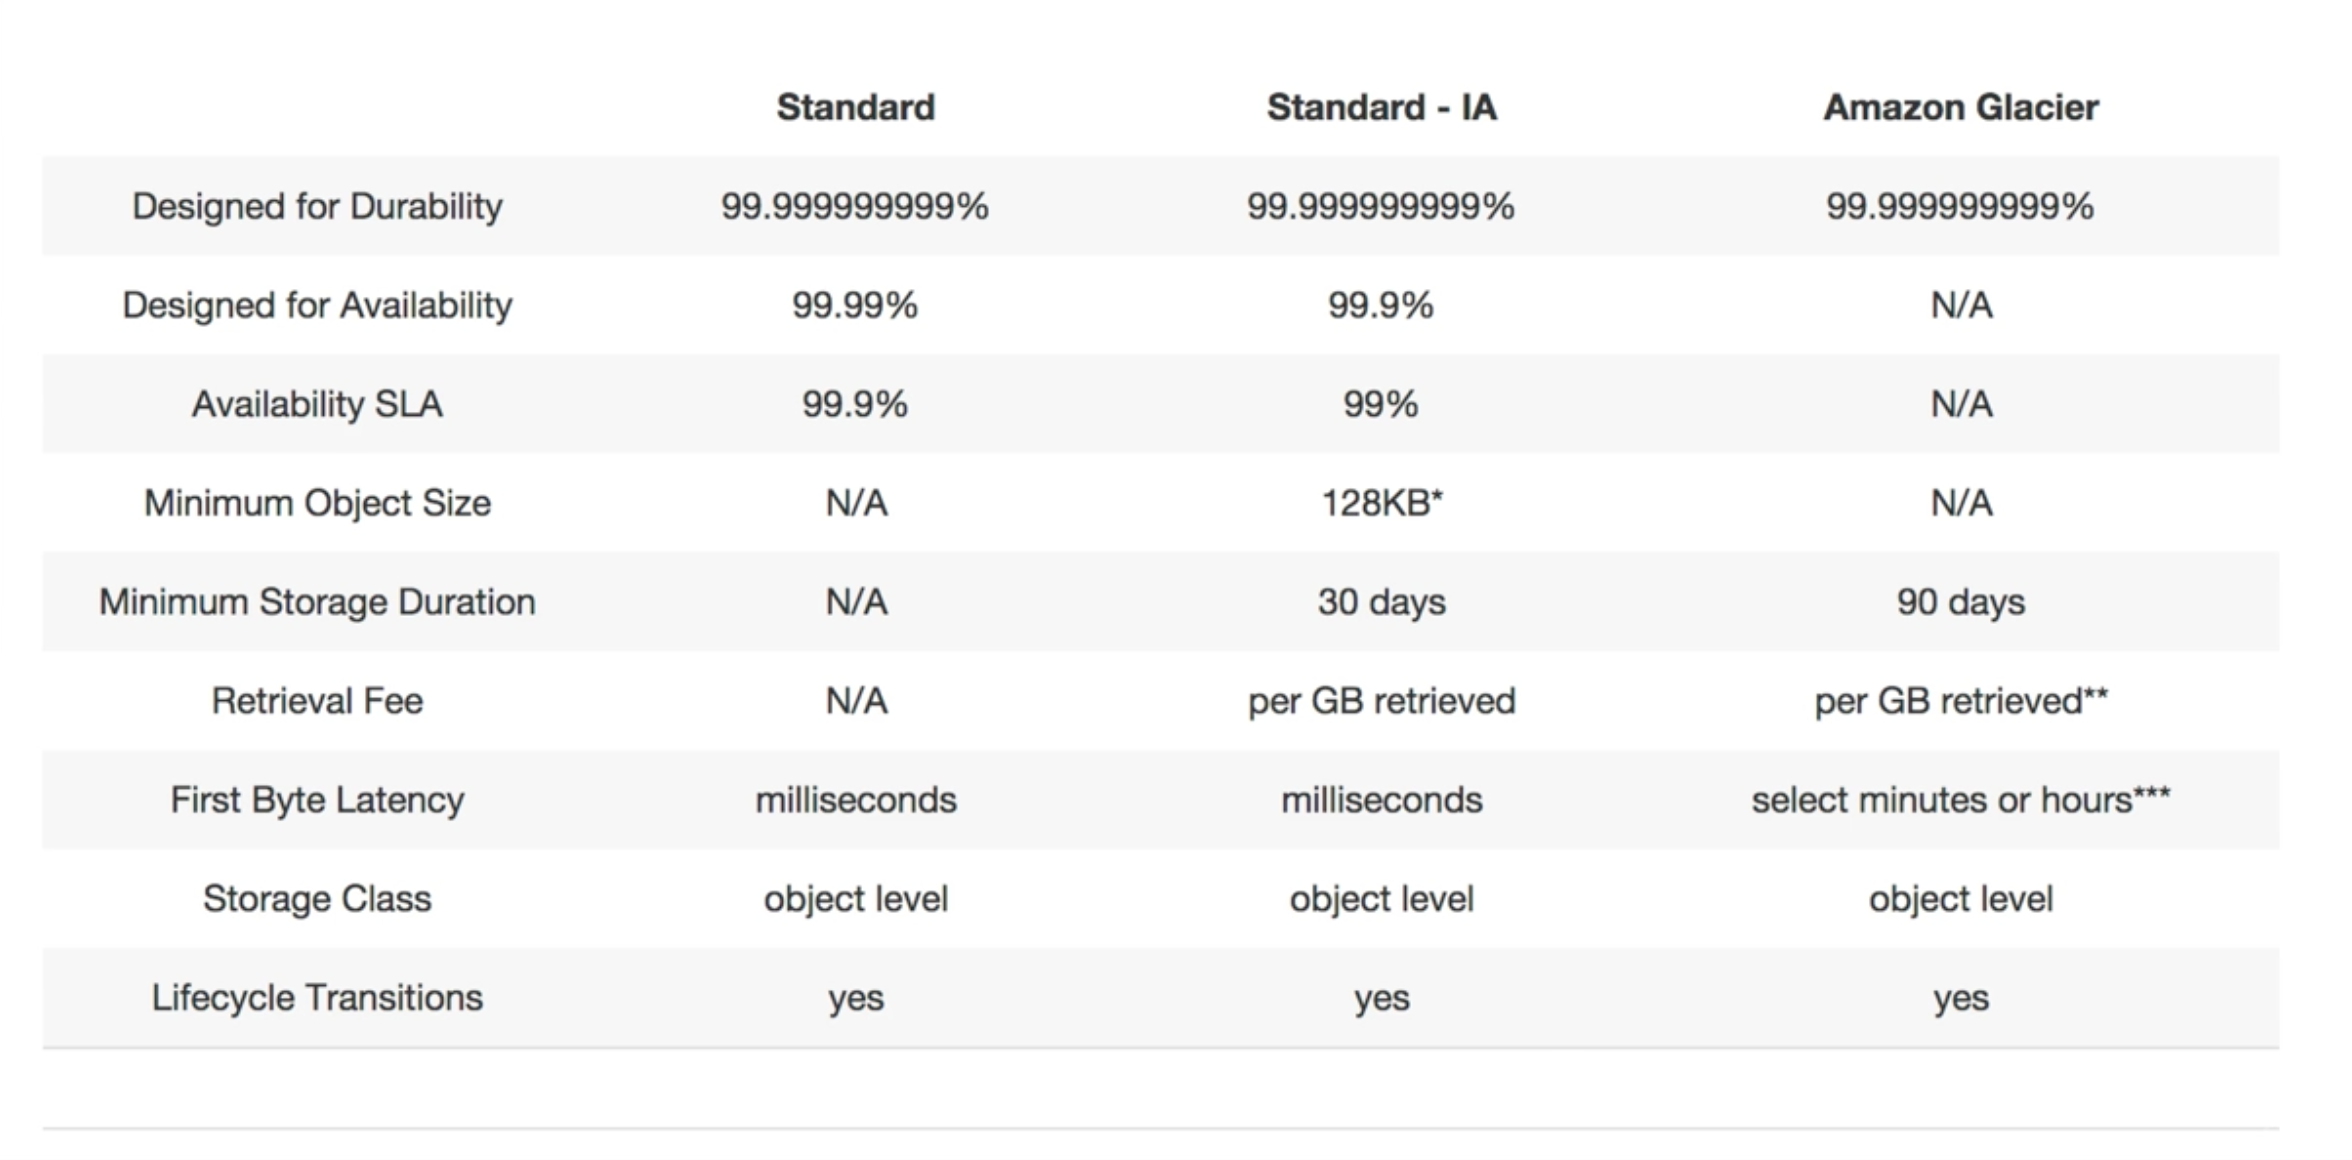 Standard Standard - IA Amazon Glacier
Designed for Durability 99.999999999% 99.999999999% 99.999999999%
Designed for Availability 99.99% 99.9% N/A
Availability SLA 99.9% 99% N/A
Minimum Object Size N/A 128KB* N/A
Minimum Storage Duration N/A 30 days 90 days
Retrieval Fee N/A per GB retrieved per GB retrieved**
First Byte Latency milliseconds milliseconds select minutes or hours***
Storage Class object level object level object level
Lifecycle Transitions yes yes yes